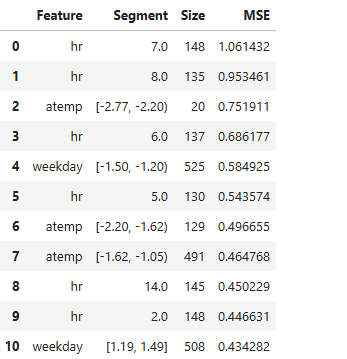 Feature Segment Size MSE
0 hr 7.0 148 1.061432
1 hr 8.0 135 0.953461
2 atemp [-2.77, -2.20) 20 0.751911
3 hr 6.0 137 0.686177
4 weekday [-1.50, -1.20) 525 0.584925
5 hr 5.0 130 0.543574
6 atemp [-2.20, -1.62) 129 0.496655
7 atemp [-1.62, -1.05) 491 0.464768
8 hr 14.0 145 0.450229
9 hr 2.0 148 0.446631
10 weekday [1.19, 1.49] 508 0.434282